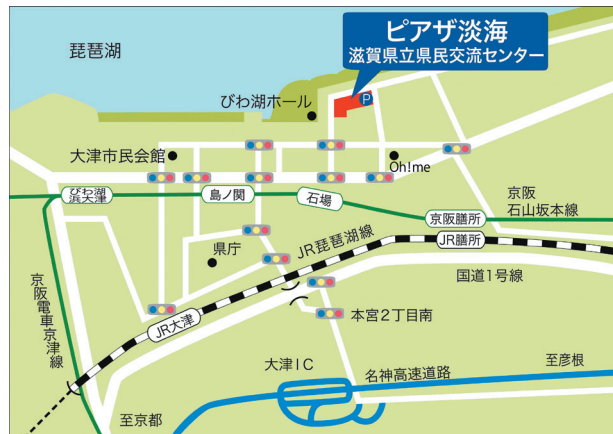 ピアザ淡海
滋賀県立県民交流センター
琵琶湖
P
びわ湖ホール
大津市民会館
Oh!me
びわ湖
浜大津
島ノ関
石場
京阪
石山坂本線
京阪膳所
JR琵琶湖線
JR膳所
県庁
国道1号線
京阪電車京津線
JR大津
本宮2丁目南
大津IC
名神高速道路
至彦根
至京都